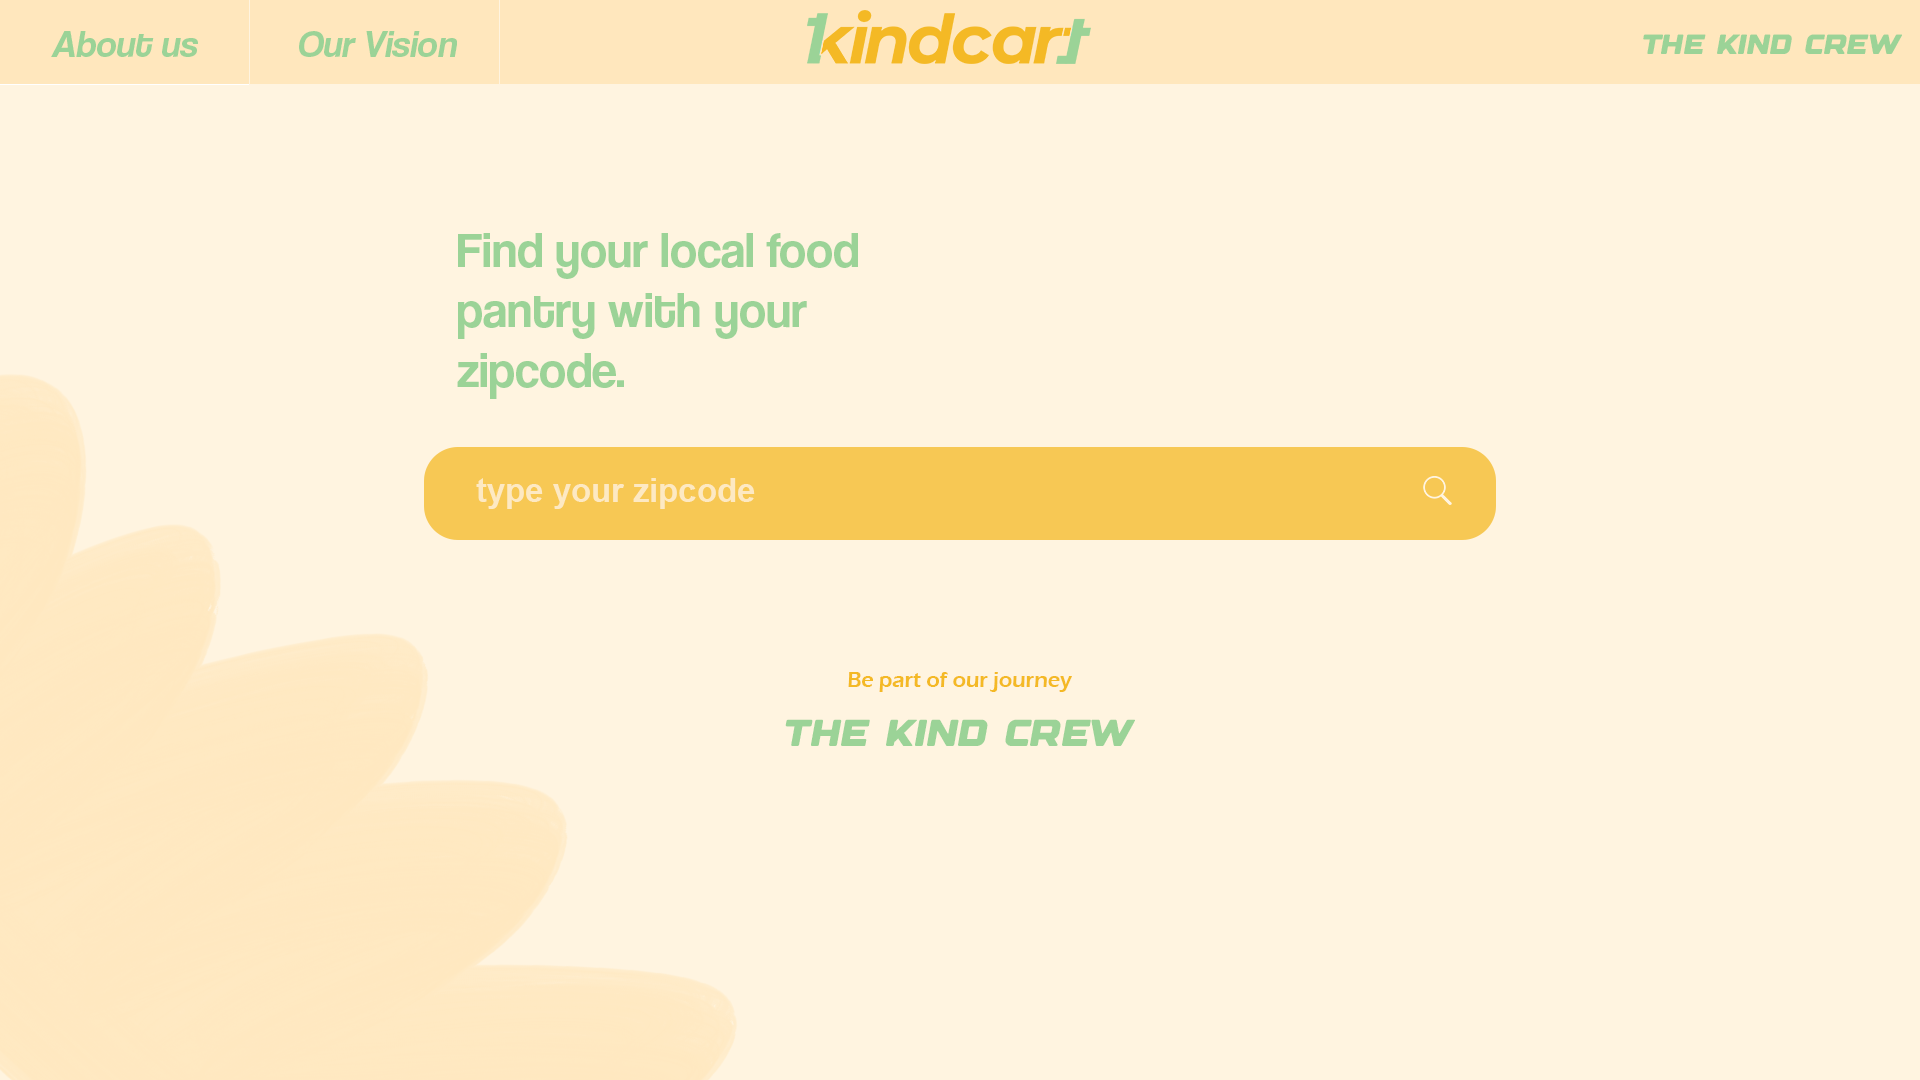 About us
Our Vision
1kindcart
THE KIND CREW
Find your local food
pantry with your
zipcode.
type your zipcode
Be part of our journey
THE KIND CREW